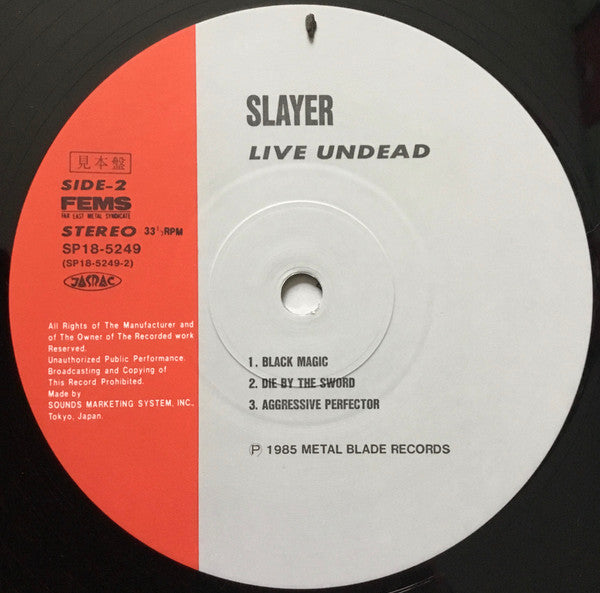 SLAYER
LIVE UNDEAD
見本盤
SIDE-2
FEMS
FAR EAST METAL SYNDICATE
STEREO 33⅓RPM
SP18-5249
(SP18-5249-2)
JASRAC
All Rights of The Manufacturer and
of The Owner of The Recorded work
Reserved.
Unauthorized Public Performance.
Broadcasting and Copying of
This Record Prohibited.
Made by
SOUNDS MARKETING SYSTEM, INC.,
Tokyo, Japan.
1. BLACK MAGIC
2. DIE BY THE SWORD
3. AGGRESSIVE PERFECTOR
Ⓟ 1985 METAL BLADE RECORDS